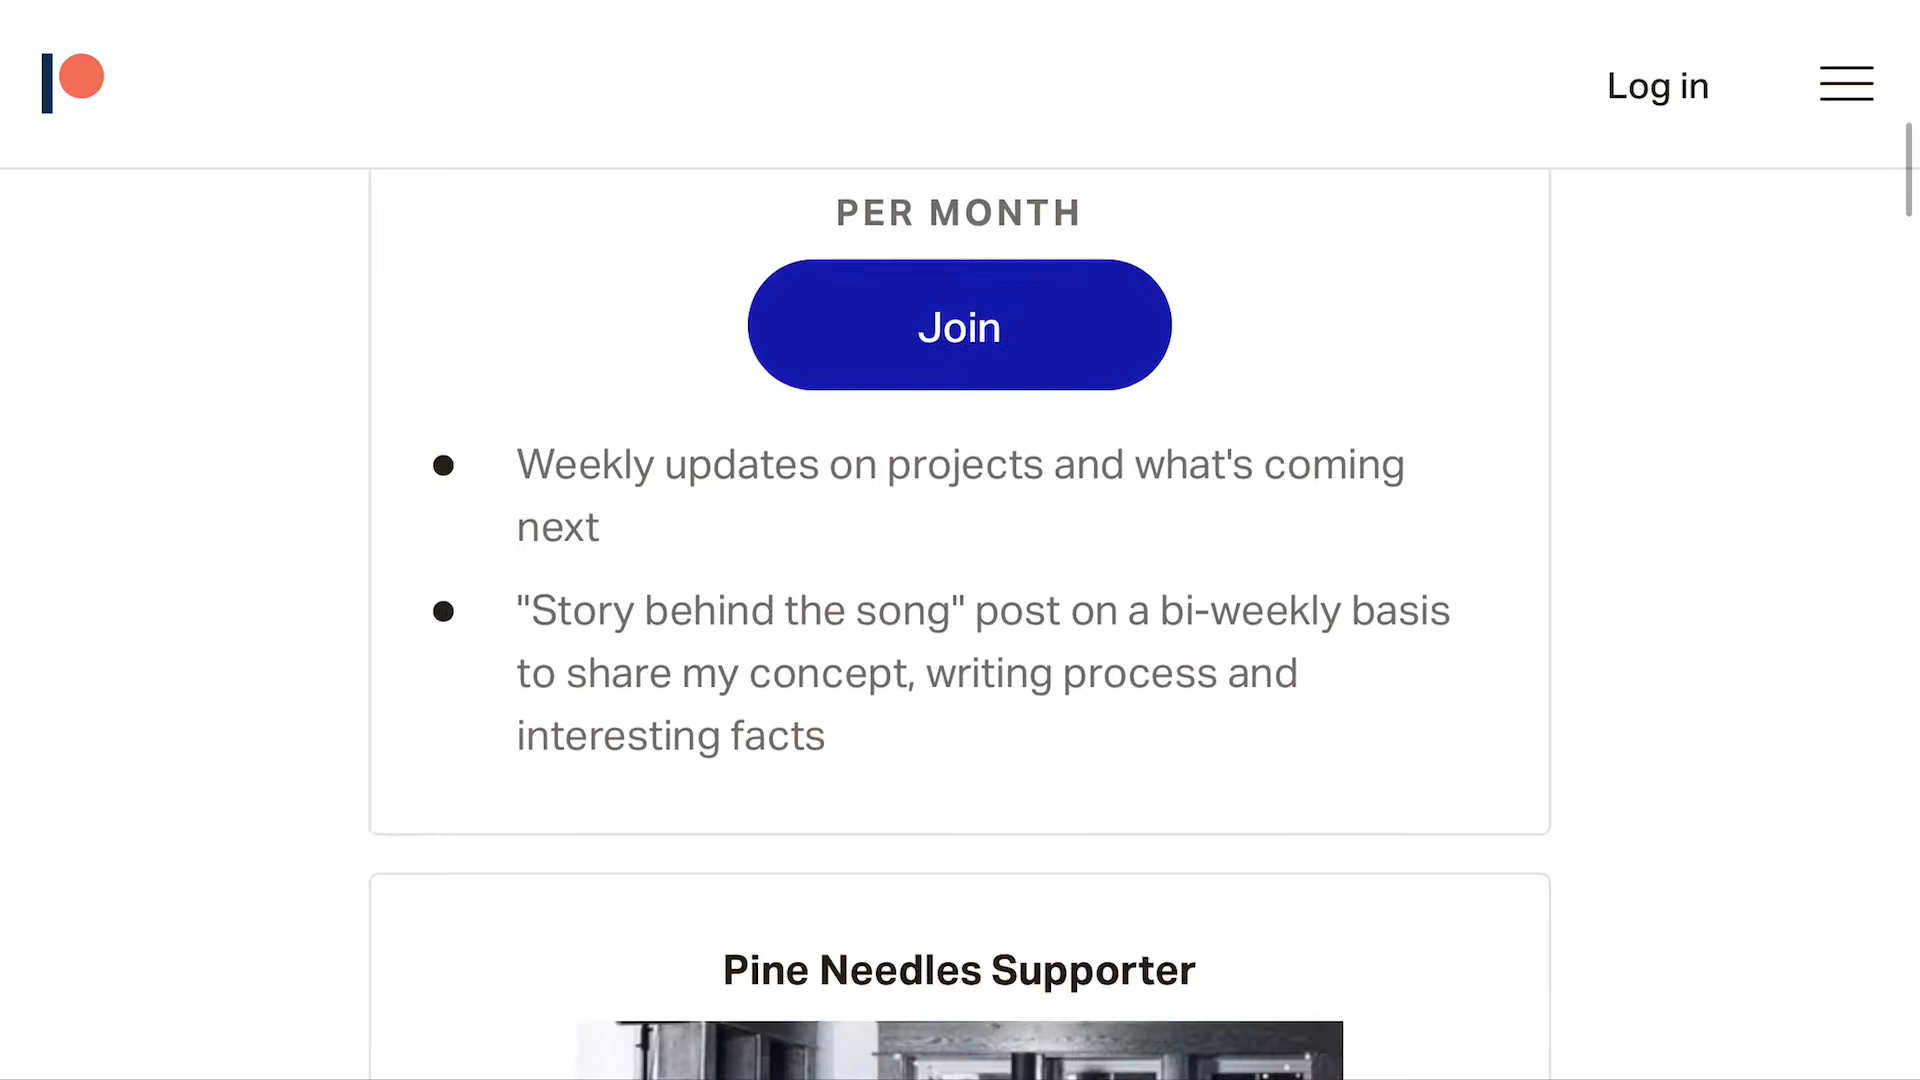 Log in
PER MONTH
Join
Weekly updates on projects and what's coming
next
"Story behind the song" post on a bi-weekly basis
to share my concept, writing process and
interesting facts
Pine Needles Supporter